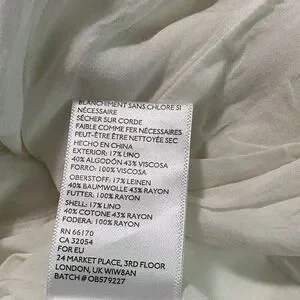 BLANCHIMENT SANS CHLORE SI
NÉCESSAIRE
SÉCHER SUR CORDE
FAIBLE COMME FER NÉCESSAIRES
PEUT-ÊTRE ÊTRE NETTOYÉE SEC
HECHO EN CHINA
EXTERIOR: 17% LINO
40% ALGODÓN 43% VISCOSA
FORRO: 100% VISCOSA
OBERSTOFF: 17% LEINEN
40% BAUMWOLLE 43% RAYON
FUTTER: 100% RAYON
SHELL: 17% LINO
40% COTONE 43% RAYON
FODERA: 100% RAYON
RN 66170
CA 32054
FOR EU
24 MARKET PLACE, 3RD FLOOR
LONDON, UK WIW8AN
BATCH # OB579227